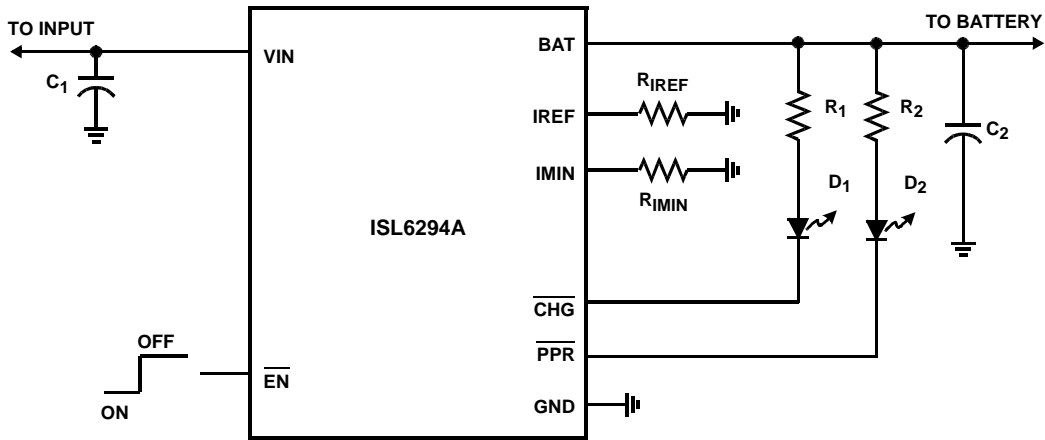 TO INPUT
TO BATTERY
VIN
BAT
C1
RIREF
IREF
R1
R2
C2
IMIN
RIMIN
D1
D2
ISL6294A
CHG
OFF
PPR
EN
ON
GND